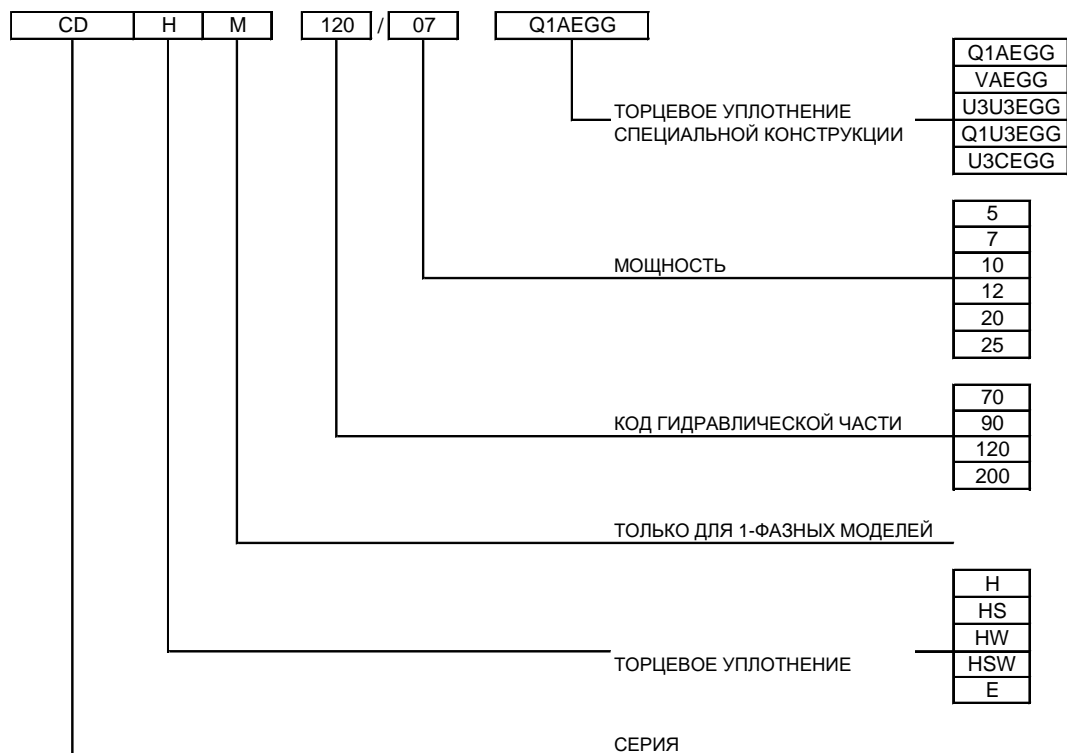 CD H M 120 / 07 Q1AEGG
Q1AEGG
VAEGG
ТОРЦЕВОЕ УПЛОТНЕНИЕ
СПЕЦИАЛЬНОЙ КОНСТРУКЦИИ
U3U3EGG
Q1U3EGG
U3CEGG
5
7
МОЩНОСТЬ
10
12
20
25
70
КОД ГИДРАВЛИЧЕСКОЙ ЧАСТИ
90
120
200
ТОЛЬКО ДЛЯ 1-ФАЗНЫХ МОДЕЛЕЙ
H
HS
HW
ТОРЦЕВОЕ УПЛОТНЕНИЕ
HSW
E
СЕРИЯ